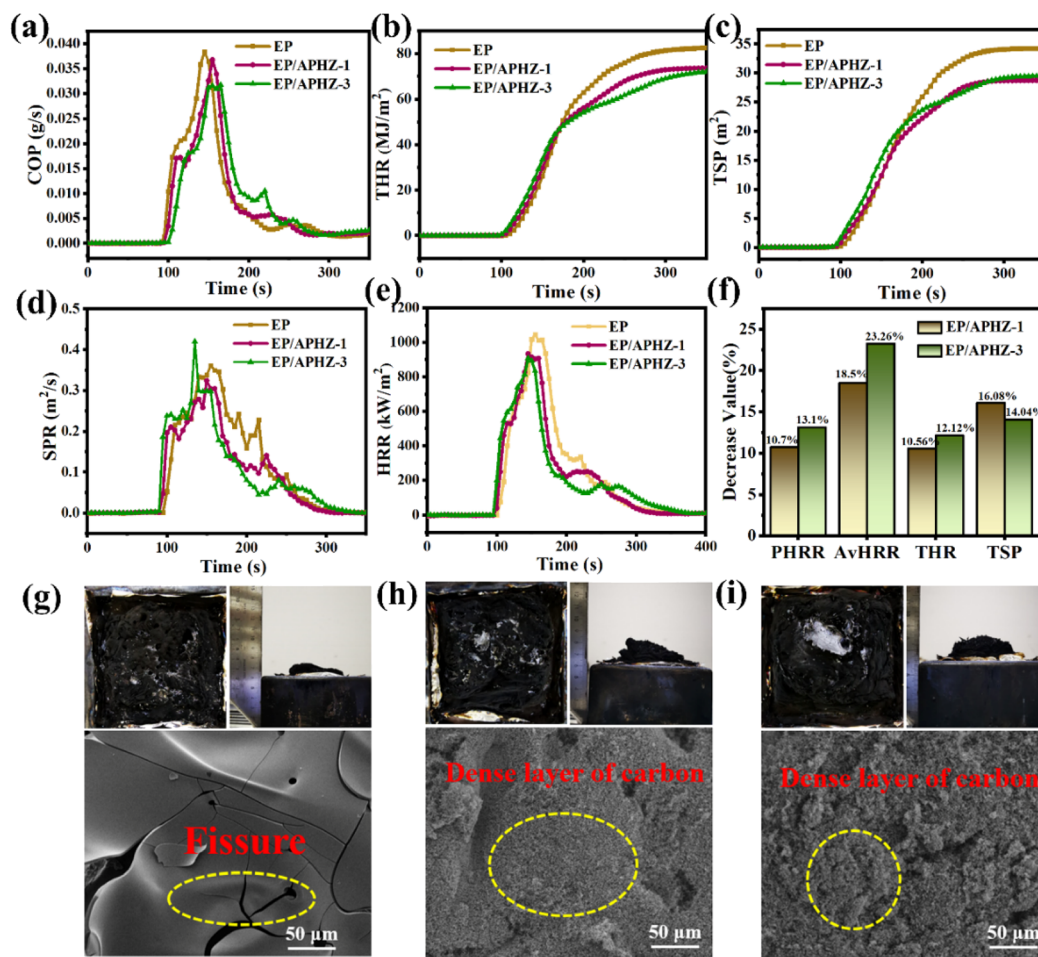 (a)
COP (g/s)
0.040
0.035
0.030
0.025
0.020
0.015
0.010
0.005
0.000
EP
EP/APHZ-1
EP/APHZ-3
0
100
200
300
Time (s)
(b)
THR (MJ/m²)
80
60
40
20
0
EP
EP/APHZ-1
EP/APHZ-3
0
100
200
300
Time (s)
(c)
TSP (m²)
35
30
25
20
15
10
5
0
EP
EP/APHZ-1
EP/APHZ-3
0
100
200
300
Time (s)
(d)
SPR (m²/s)
0.5
0.4
0.3
0.2
0.1
0.0
EP
EP/APHZ-1
EP/APHZ-3
0
100
200
300
Time (s)
(e)
HRR (kW/m²)
1200
1000
800
600
400
200
0
EP
EP/APHZ-1
EP/APHZ-3
0
100
200
300
400
Time (s)
(f)
Decrease Value(%)
25
20
15
10
5
0
EP/APHZ-1
EP/APHZ-3
10.7%
13.1%
18.5%
23.26%
10.56%
12.12%
16.08%
14.04%
PHRR
AvHRR
THR
TSP
(g)
Fissure
50 µm
(h)
Dense layer of carbon
50 µm
(i)
Dense layer of carbon
50 µm